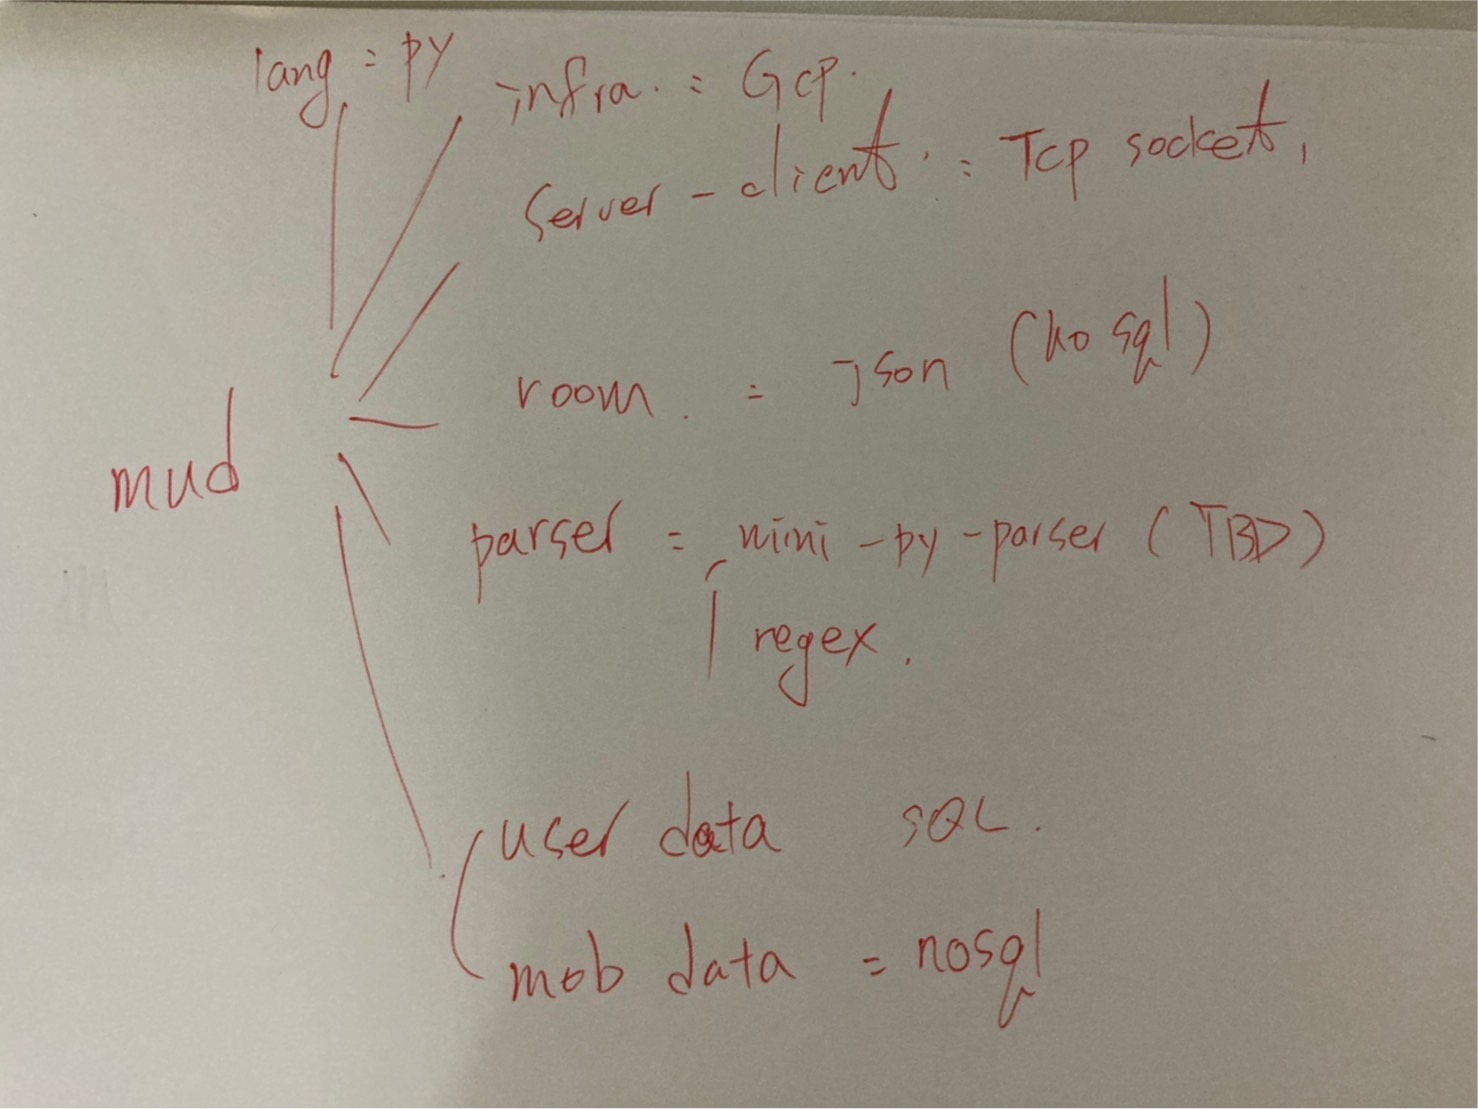 lang : py
infra. : GCP.
server - client : TCP socket,
room. = json (no sql)
mud
parser = mini-py-parser (TBD)
regex.
user data SQL.
mob data = nosql